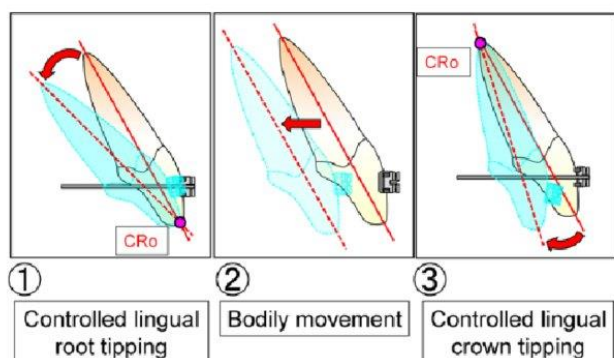 CRo
CRo
①
②
③
Controlled lingual
root tipping
Bodily movement
Controlled lingual
crown tipping